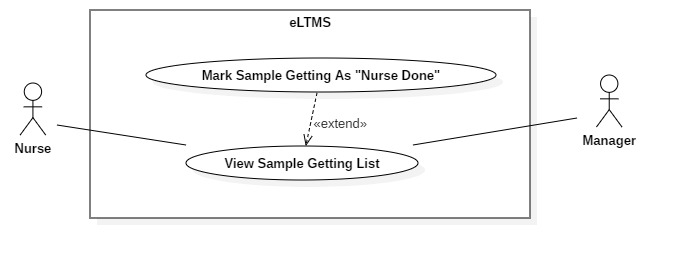 eLTMS
Mark Sample Getting As "Nurse Done"
«extend»
Nurse
Manager
View Sample Getting List